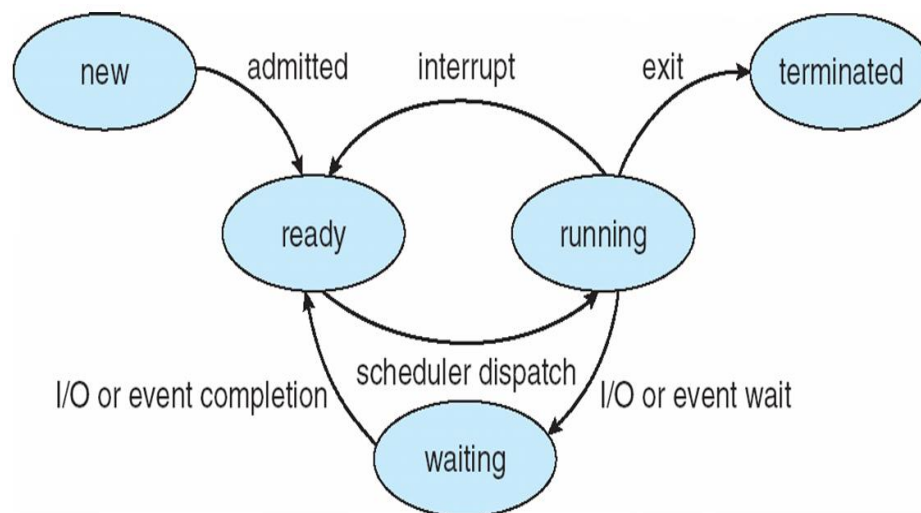 new
admitted
interrupt
exit
terminated
ready
running
scheduler dispatch
I/O or event completion
I/O or event wait
waiting